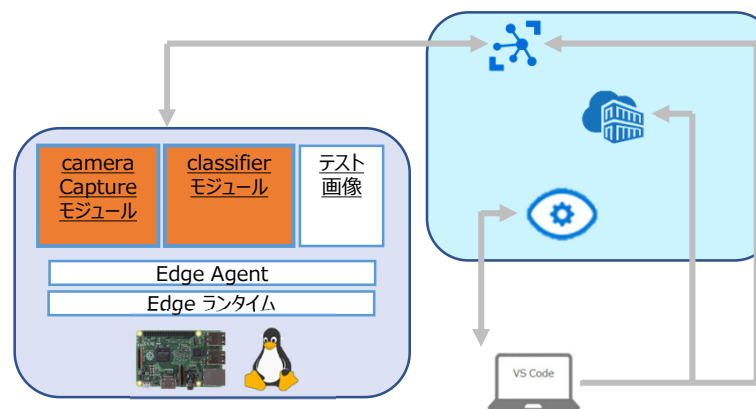 camera
Capture
モジュール
classifier
モジュール
テスト
画像
Edge Agent
Edge ランタイム
VS Code